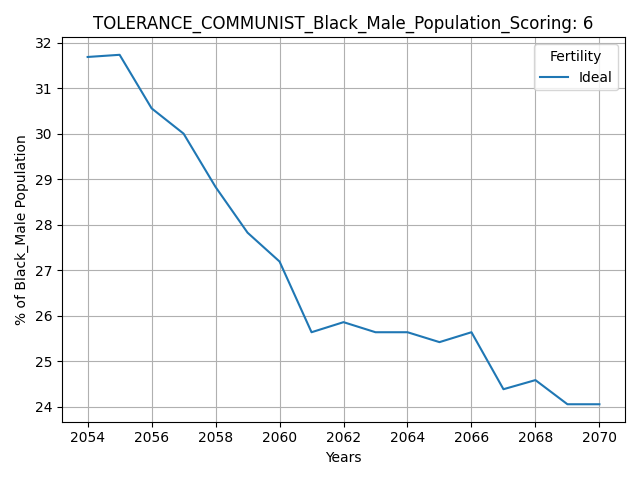 TOLERANCE_COMMUNIST_Black_Male_Population_Scoring: 6
% of Black_Male Population
32
31
30
29
28
27
26
25
24
Fertility
Ideal
2054 2056 2058 2060 2062 2064 2066 2068 2070
Years